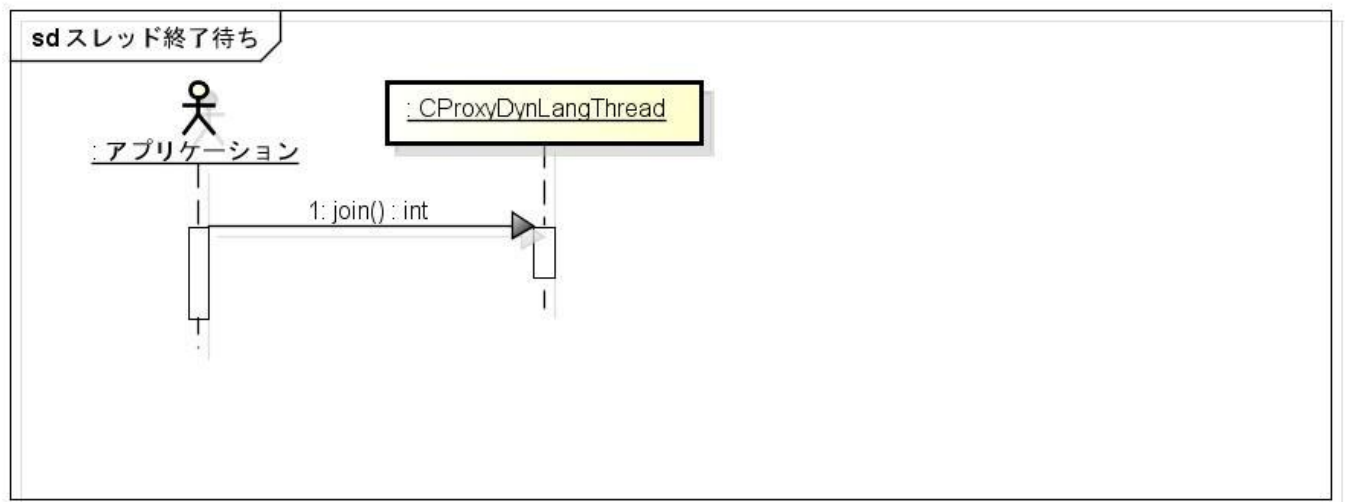 sd スレッド終了待ち
: アプリケーション
: CProxyDynLangThread
1: join() : int